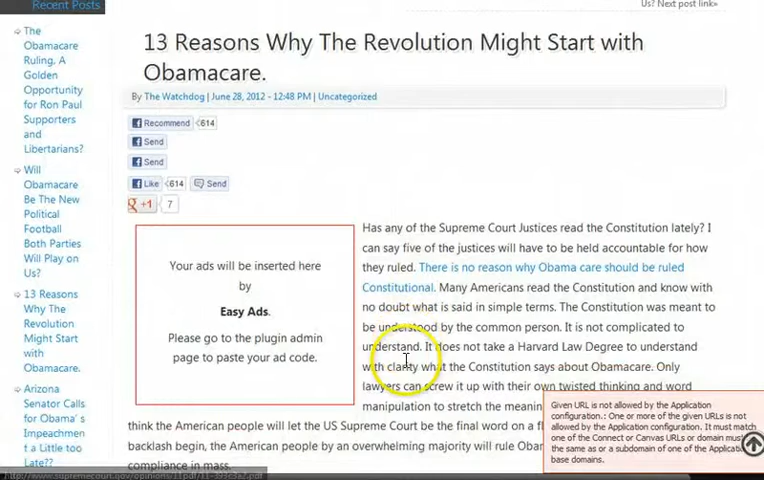 Recent Posts
Us? Next post link»
The
Obamacare
Ruling, A
Golden
Opportunity
for Ron Paul
Supporters
and
Libertarians?
Will
Obamacare
Be The New
Political
Football
Both Parties
Will Play on
Us?
13 Reasons
Why The
Revolution
Might Start
with
Obamacare.
Arizona
Senator Calls
for Obama's
Impeachmen
t a Little too
Late??
13 Reasons Why The Revolution Might Start with
Obamacare.
By The Watchdog | June 28, 2012 - 12:48 PM | Uncategorized
Recommend 614
Send
Send
Like 614 Send
+1 7
Your ads will be inserted here
by
Easy Ads.
Please go to the plugin admin
page to paste your ad code.
Has any of the Supreme Court Justices read the Constitution lately? I
can say five of the justices will have to be held accountable for how
they ruled. There is no reason why Obama care should be ruled
Constitutional. Many Americans read the Constitution and know with
no doubt what is said in simple terms. The Constitution was meant to
be understood by the common person. It is not complicated to
understand. It does not take a Harvard Law Degree to understand
with clarity what the Constitution says about Obamacare. Only
lawyers can screw it up with their own twisted thinking and word
manipulation to stretch the meanin
think the American people will let the US Supreme Court be the final word on a f
backlash begin, the American people by an overwhelming majority will rule Oba
compliance in mass.
Given URL is not allowed by the Application
configuration.: One or more of the given URLs is not
allowed by the Application configuration. It must match
one of the Connect or Canvas URLs or domain must
the same as or a subdomain of one of the Applica
base domains.